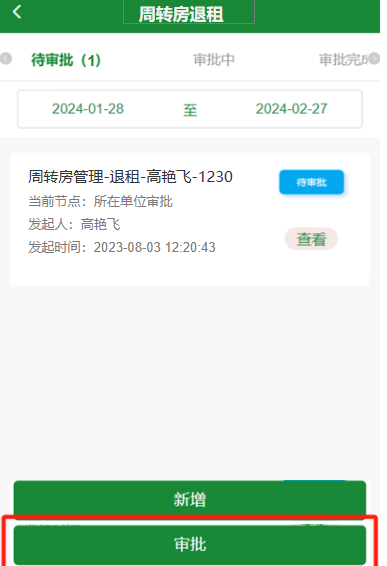 周转房退租
待审批（1）
审批中
审批完成
2024-01-28 至 2024-02-27
周转房管理-退租-高艳飞-1230
待审批
当前节点：所在单位审批
发起人：高艳飞
查看
发起时间：2023-08-03 12:20:43
新增
审批